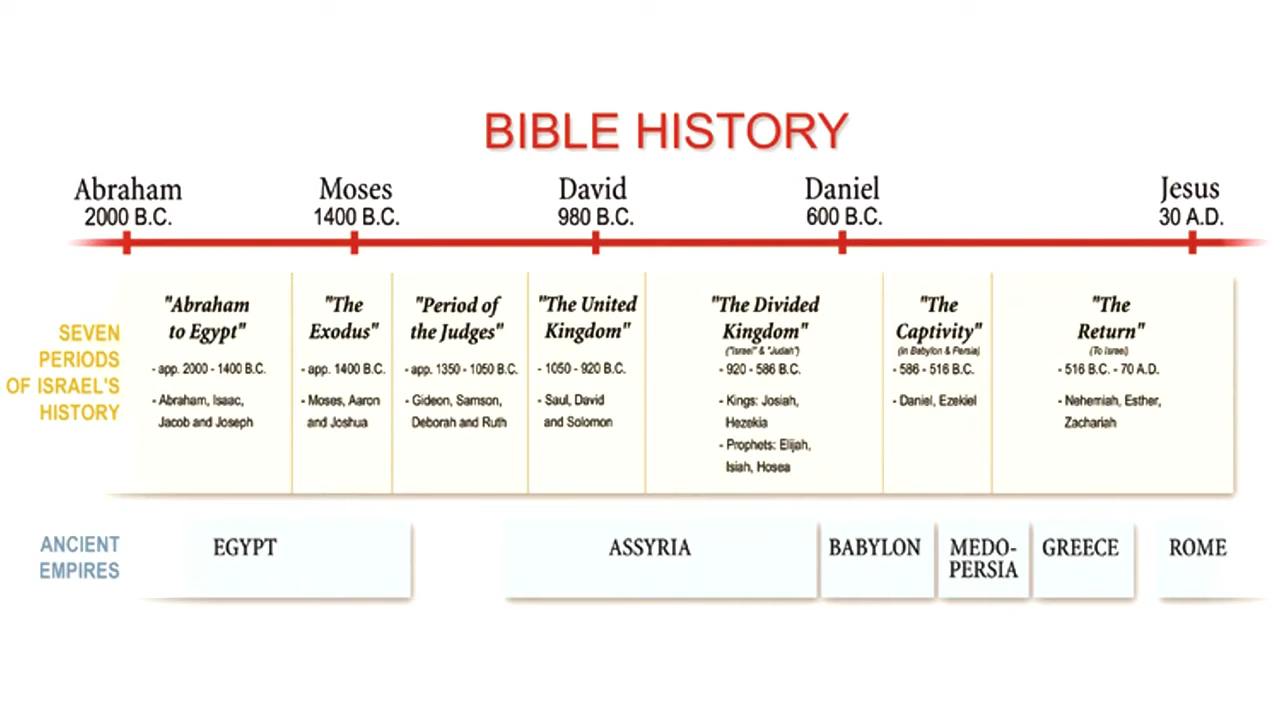 BIBLE HISTORY
Abraham
2000 B.C.
Moses
1400 B.C.
David
980 B.C.
Daniel
600 B.C.
Jesus
30 A.D.
SEVEN
PERIODS
OF ISRAEL'S
HISTORY
"Abraham
to Egypt"
- app. 2000 - 1400 B.C.
- Abraham, Isaac,
Jacob and Joseph
"The
Exodus"
- app. 1400 B.C.
- Moses, Aaron
and Joshua
"Period of
the Judges"
- app. 1350 - 1050 B.C.
- Gideon, Samson,
Deborah and Ruth
"The United
Kingdom"
- 1050 - 920 B.C.
- Saul, David
and Solomon
"The Divided
Kingdom"
("Israel" & "Judah")
- 920 - 586 B.C.
- Kings: Josiah,
Hezekia
- Prophets: Elijah,
Isiah, Hosea
"The
Captivity"
(in Babylon & Persia)
- 586 - 516 B.C.
- Daniel, Ezekiel
"The
Return"
(To Israel)
- 516 B.C. - 70 A.D.
- Nehemiah, Esther,
Zachariah
ANCIENT
EMPIRES
EGYPT
ASSYRIA
BABYLON
MEDO-
PERSIA
GREECE
ROME